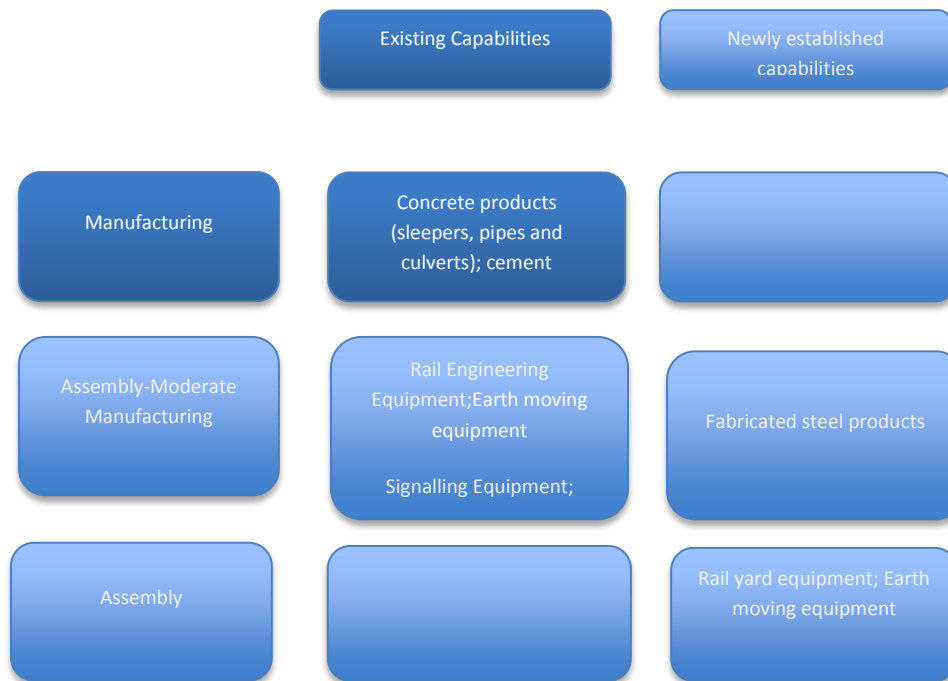 Existing Capabilities
Newly established
capabilities
Manufacturing
Concrete products
(sleepers, pipes and
culverts); cement
Assembly-Moderate
Manufacturing
Rail Engineering
Equipment;Earth moving
equipment
Signalling Equipment;
Fabricated steel products
Assembly
Rail yard equipment; Earth
moving equipment